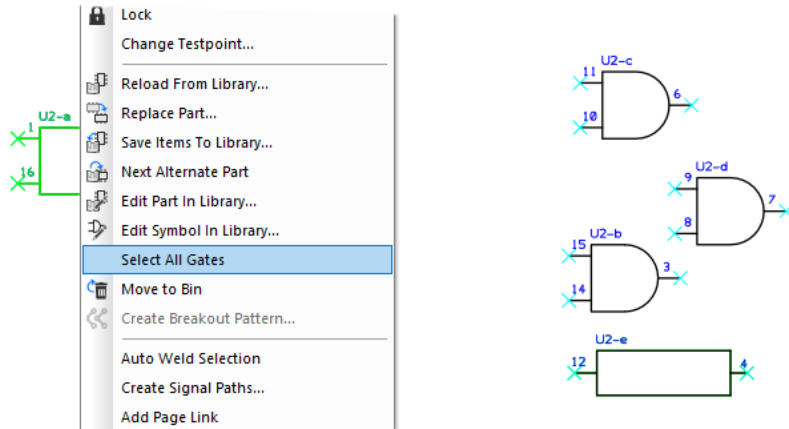 Lock
Change Testpoint...
Reload From Library...
Replace Part...
Save Items To Library...
Next Alternate Part
Edit Part In Library...
Edit Symbol In Library...
Select All Gates
Move to Bin
Create Breakout Pattern...
Auto Weld Selection
Create Signal Paths...
Add Page Link
U2-a
1
16
U2-c
11
6
10
U2-d
9
7
8
U2-b
15
3
14
U2-e
12
4